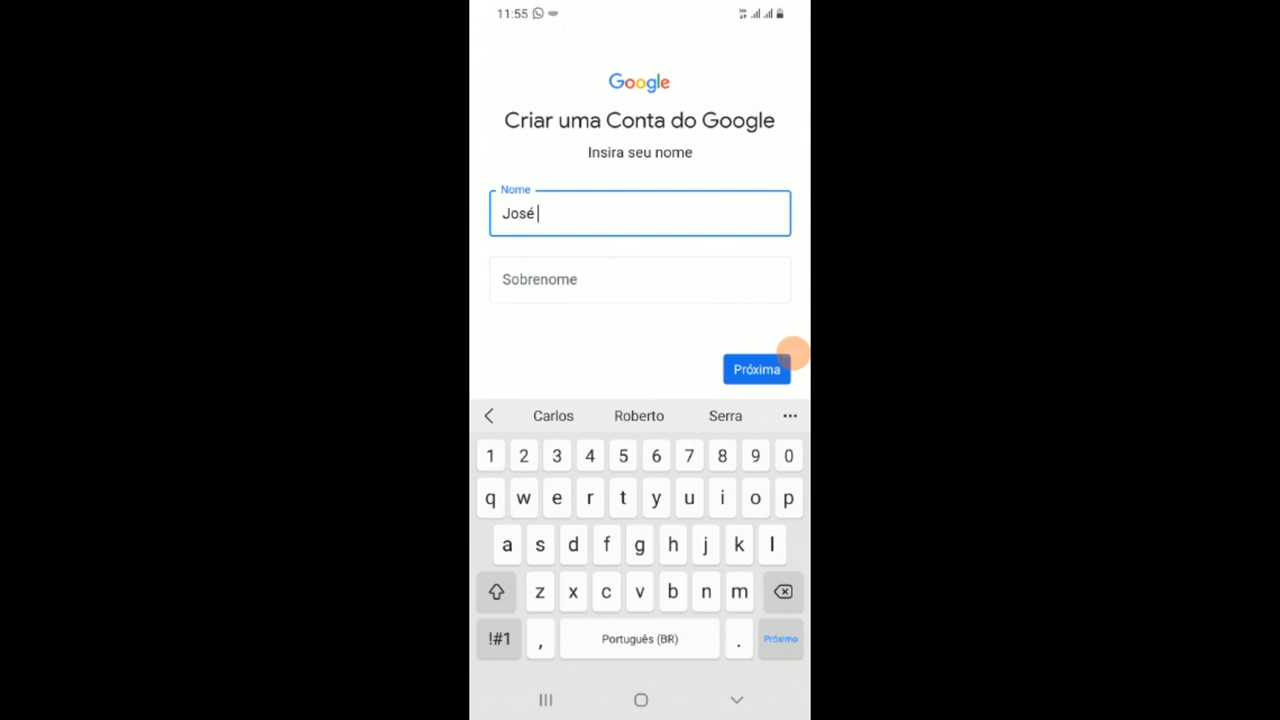 11:55
Google
Criar uma Conta do Google
Insira seu nome
Nome
José
Sobrenome
Próxima
Carlos Roberto Serra ...
1 2 3 4 5 6 7 8 9 0
q w e r t y u i o p
a s d f g h j k l
z x c v b n m
!#1 , Português (BR) . Próximo